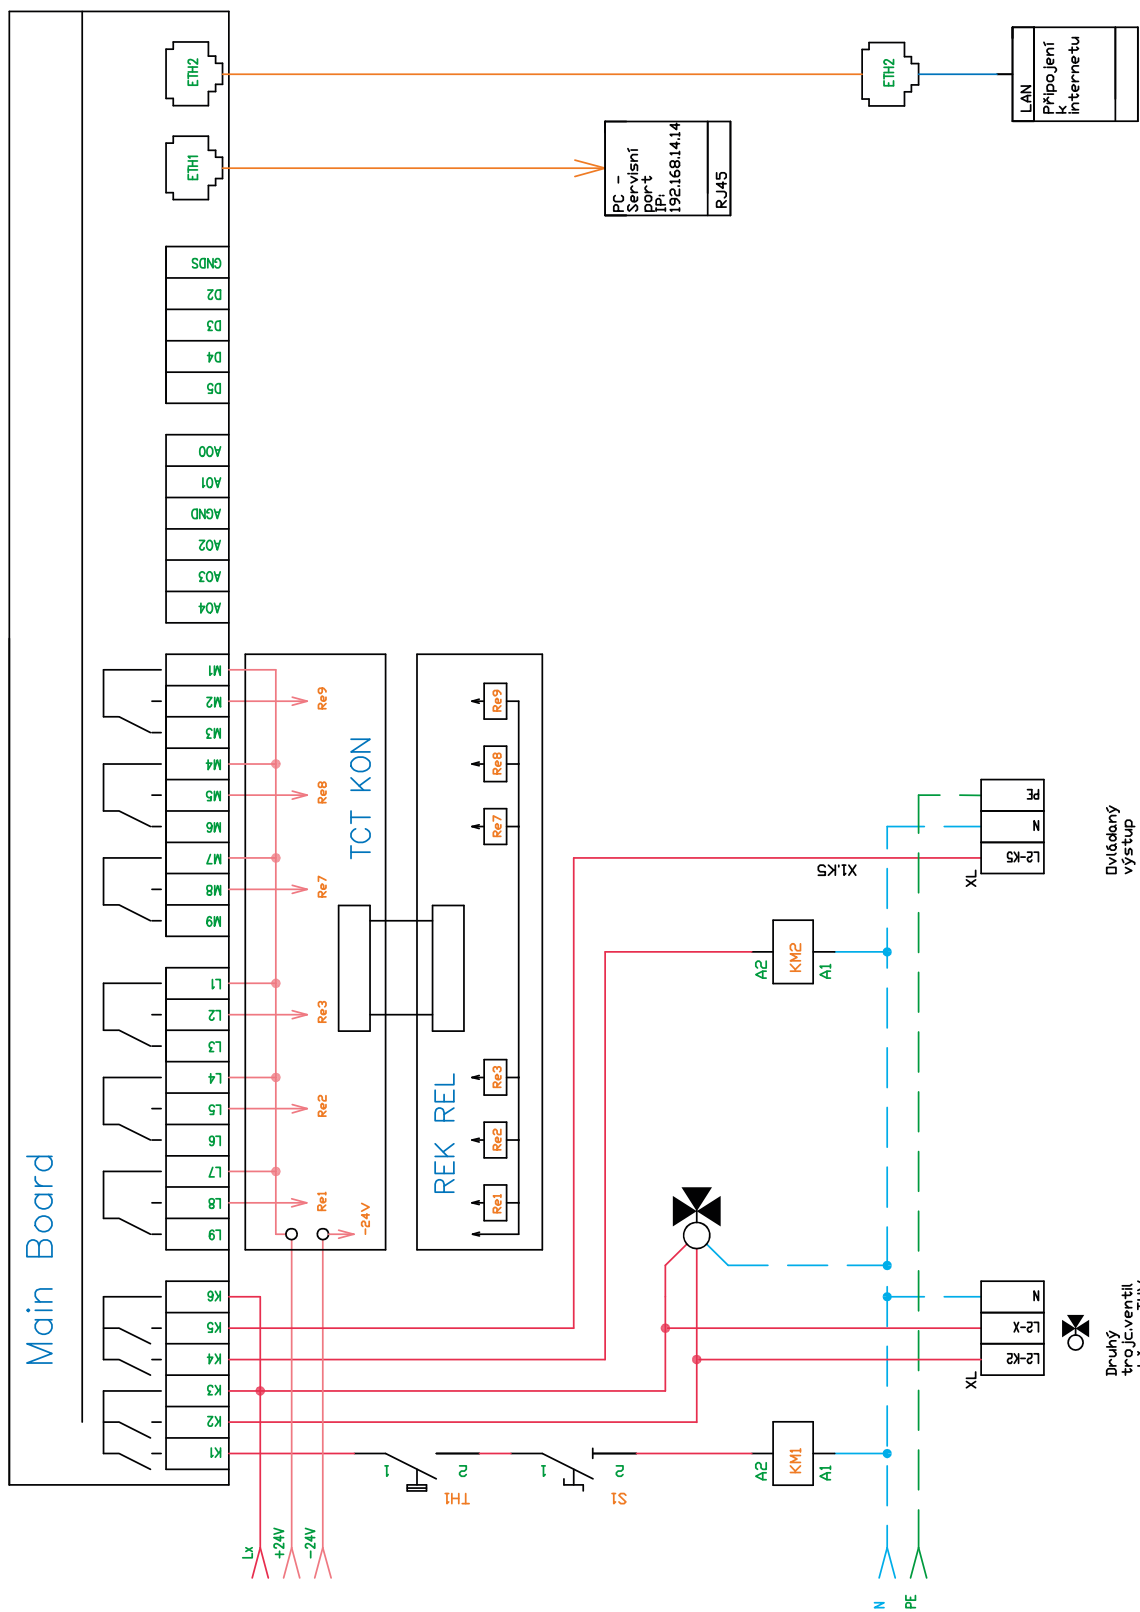 Main Board
ETH2
ETH1
GNDS
D2
D3
D4
D5
AO0
AO1
AGND
AO2
AO3
AO4
M1
M2
M3
M4
M5
M6
M7
M8
M9
L1
L2
L3
L4
L5
L6
L7
L8
L9
K6
K5
K4
K3
K2
K1
ETH2
LAN
Připojení
k
internetu
PC -
Servisní
port
IP:
192.168.14.14
RJ45
TCT KON
Re9
Re8
Re7
Re3
Re2
Re1
-24V
REK REL
Re9
Re8
Re7
Re3
Re2
Re1
X1.K5
A2
KM2
A1
PE
N
L2-K5
XL
Ovládaný
výstup
N
L2-X
L2-K2
XL
Druhý
trojc.ventil
1
2
TH1
1
2
S1
A2
KM1
A1
Lx
+24V
-24V
N
PE